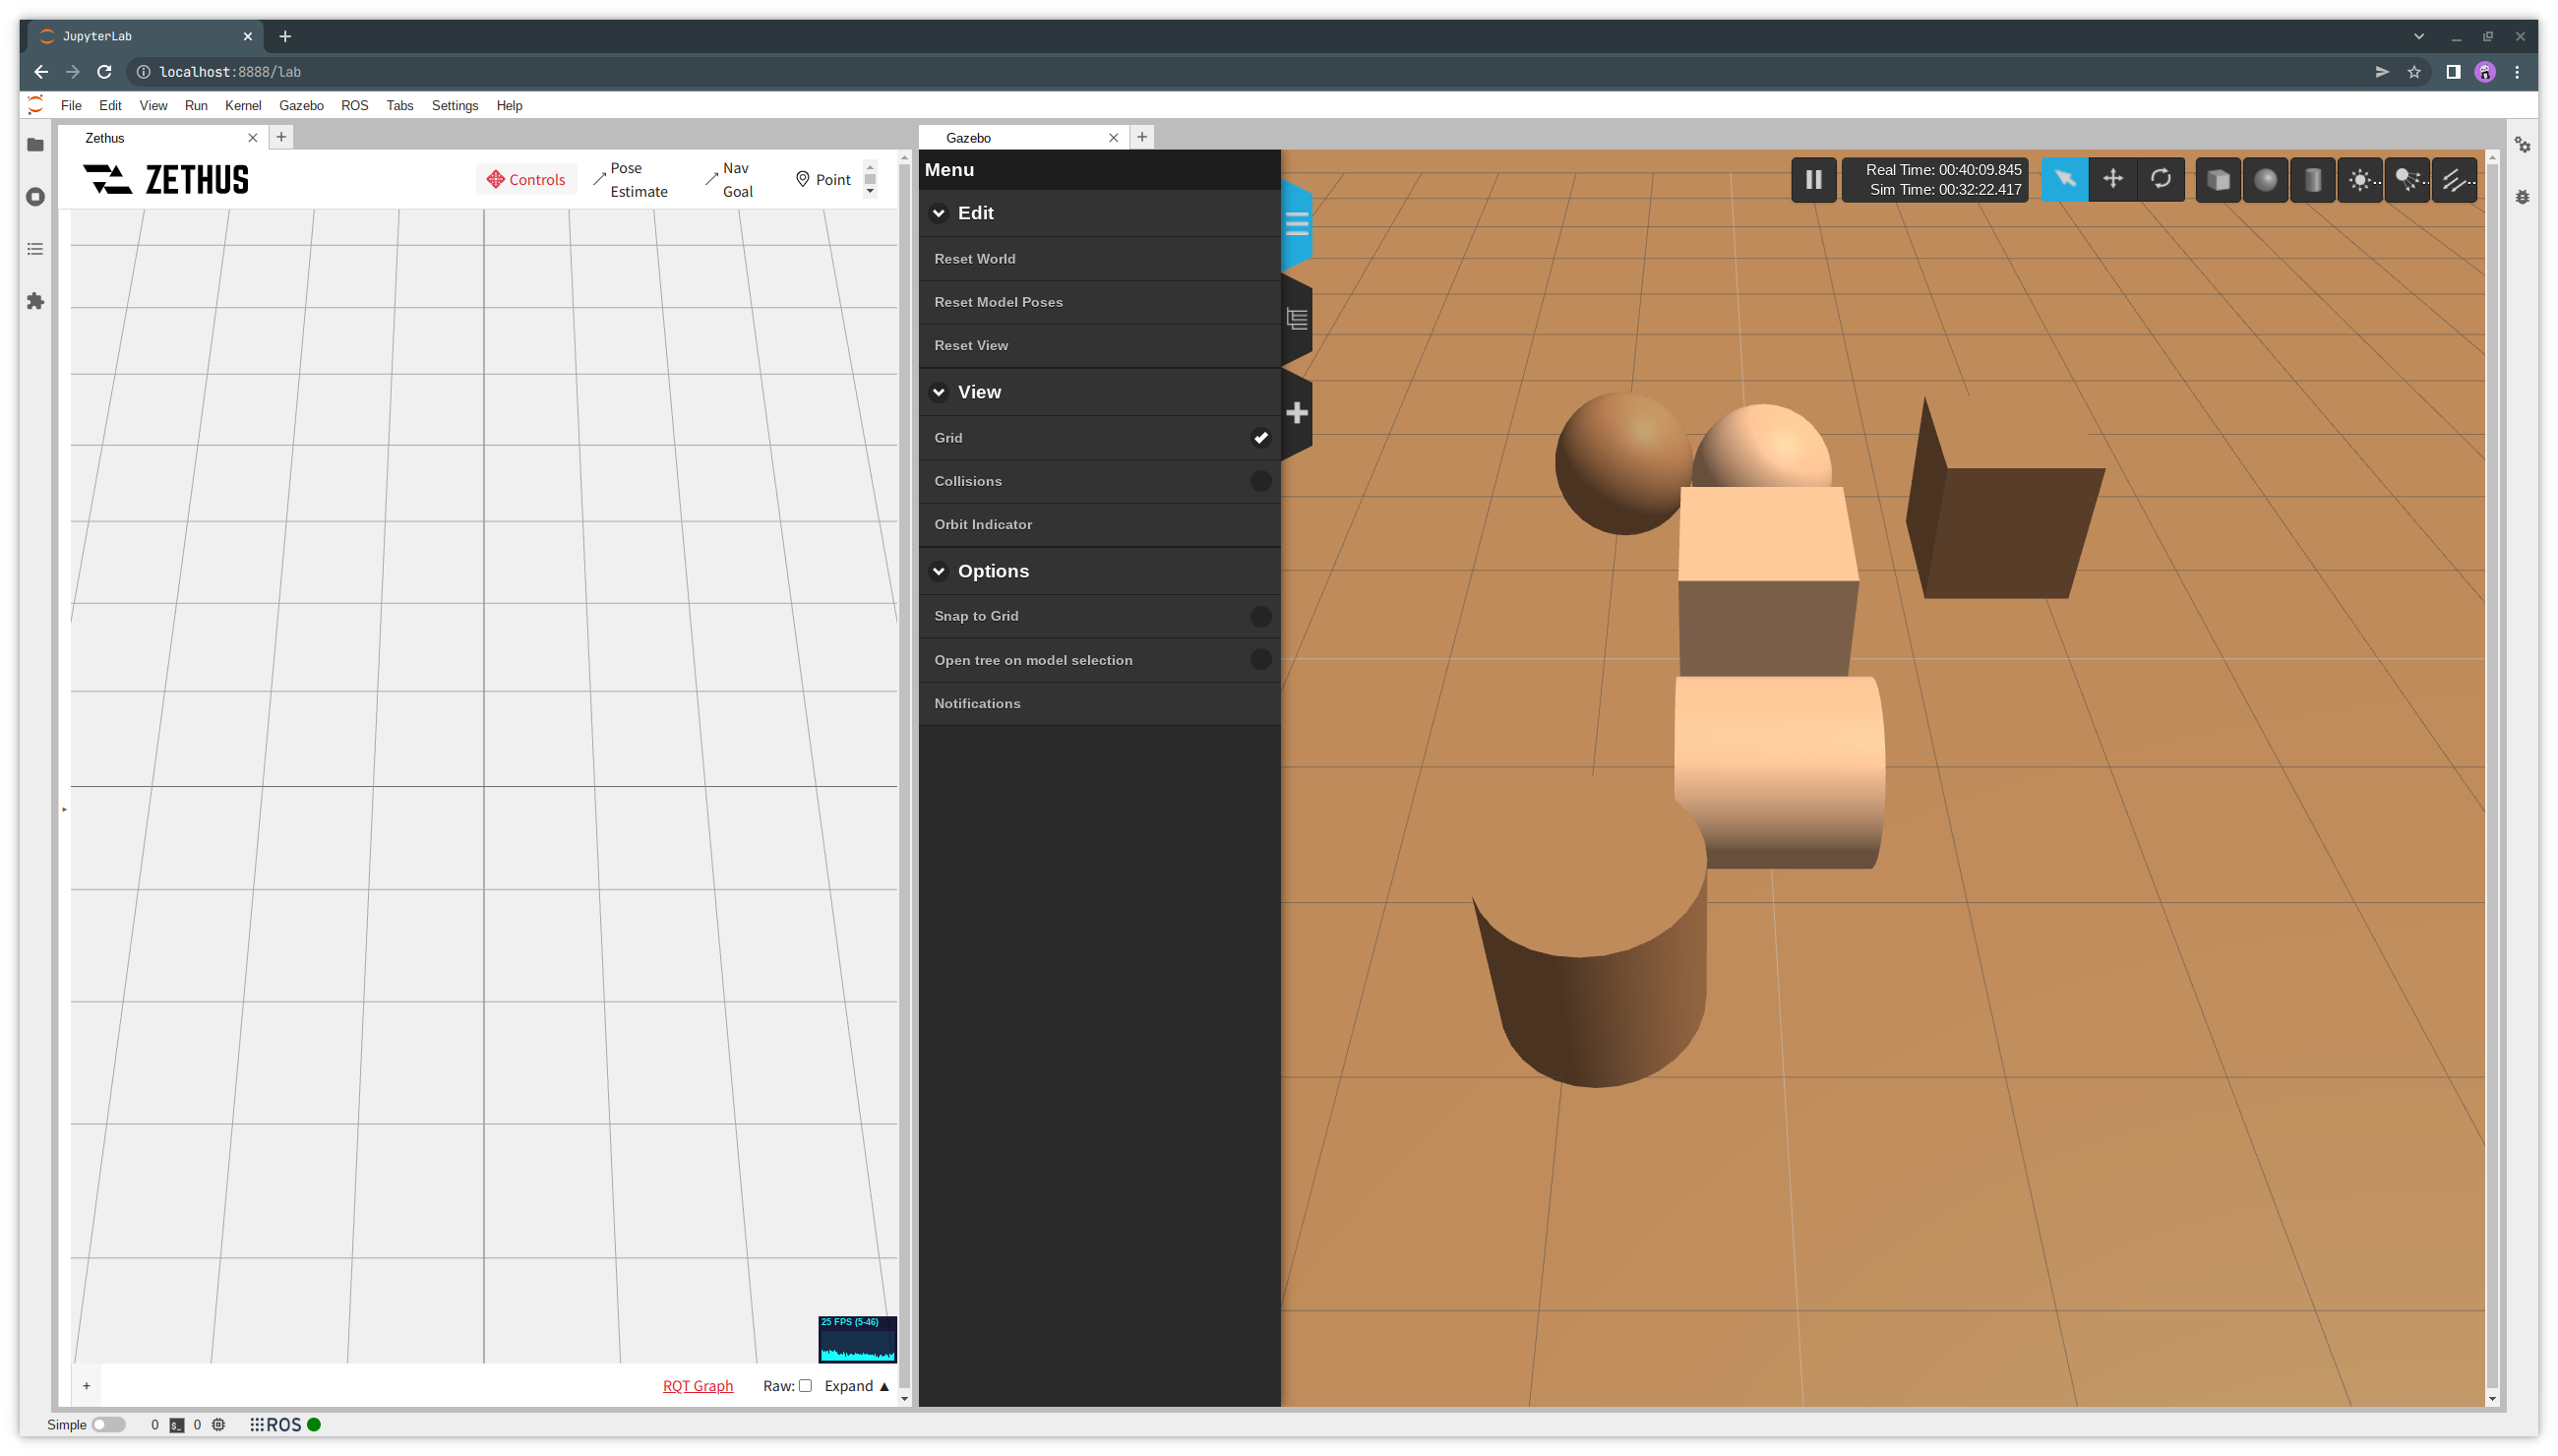 JupyterLab
localhost:8888/lab
File Edit View Run Kernel Gazebo ROS Tabs Settings Help
Zethus
ZETHUS
Controls
Pose
Estimate
Nav
Goal
Point
25 FPS (5-46)
+
RQT Graph
Raw:
Expand ▲
Gazebo
Menu
Edit
Reset World
Reset Model Poses
Reset View
View
Grid
Collisions
Orbit Indicator
Options
Snap to Grid
Open tree on model selection
Notifications
Real Time: 00:40:09.845
Sim Time: 00:32:22.417
Simple 0 $_ 0 ROS